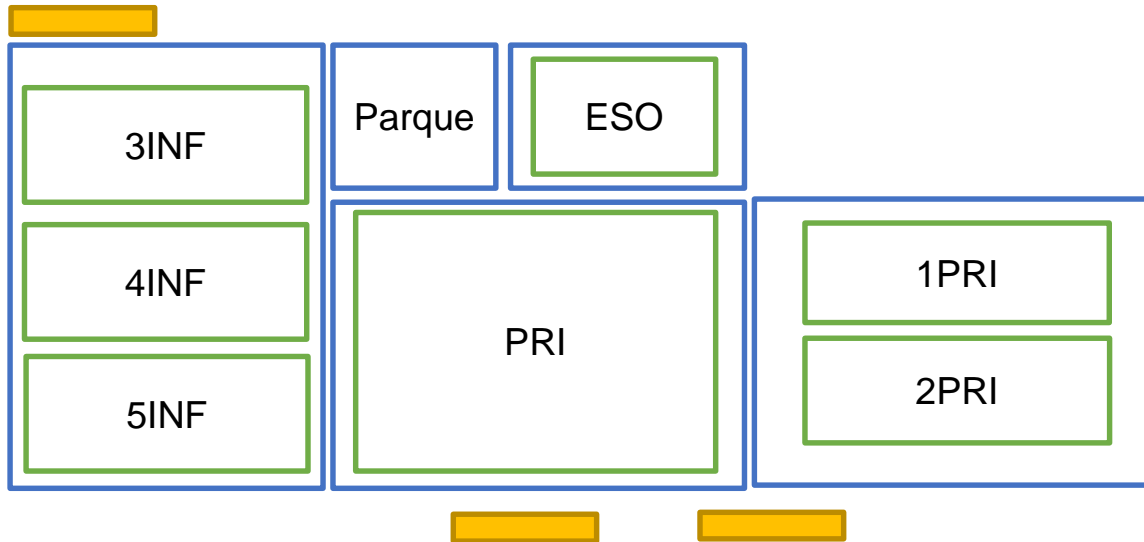 3INF
4INF
5INF
Parque
ESO
PRI
1PRI
2PRI